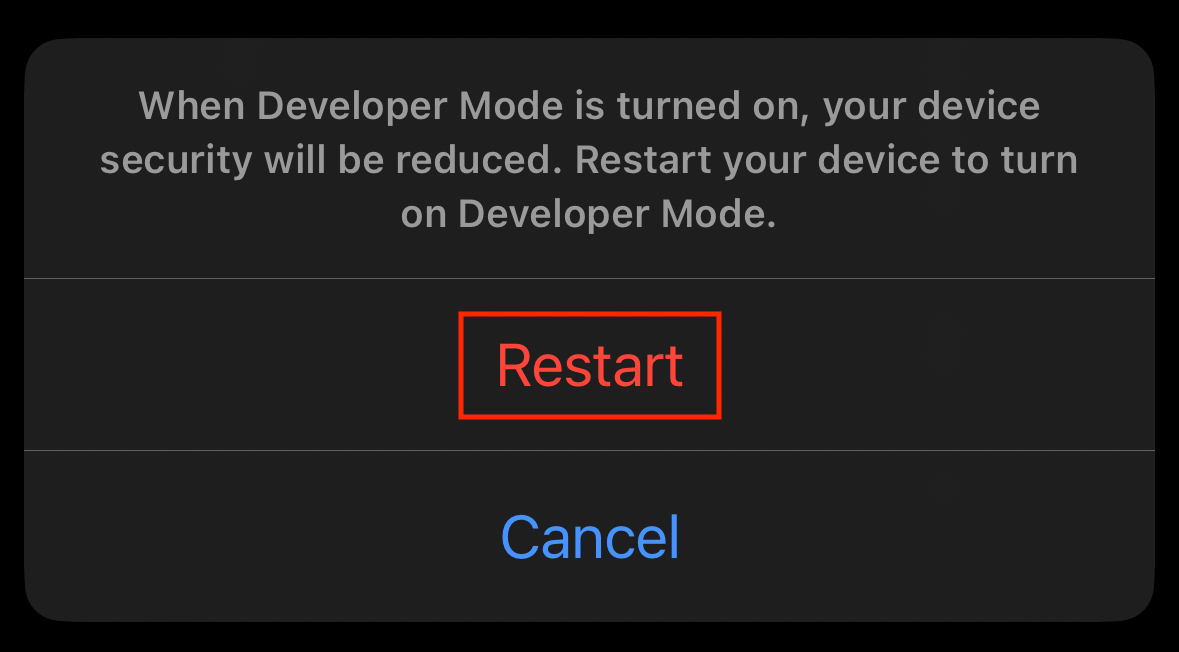 When Developer Mode is turned on, your device
security will be reduced. Restart your device to turn
on Developer Mode.
Restart
Cancel